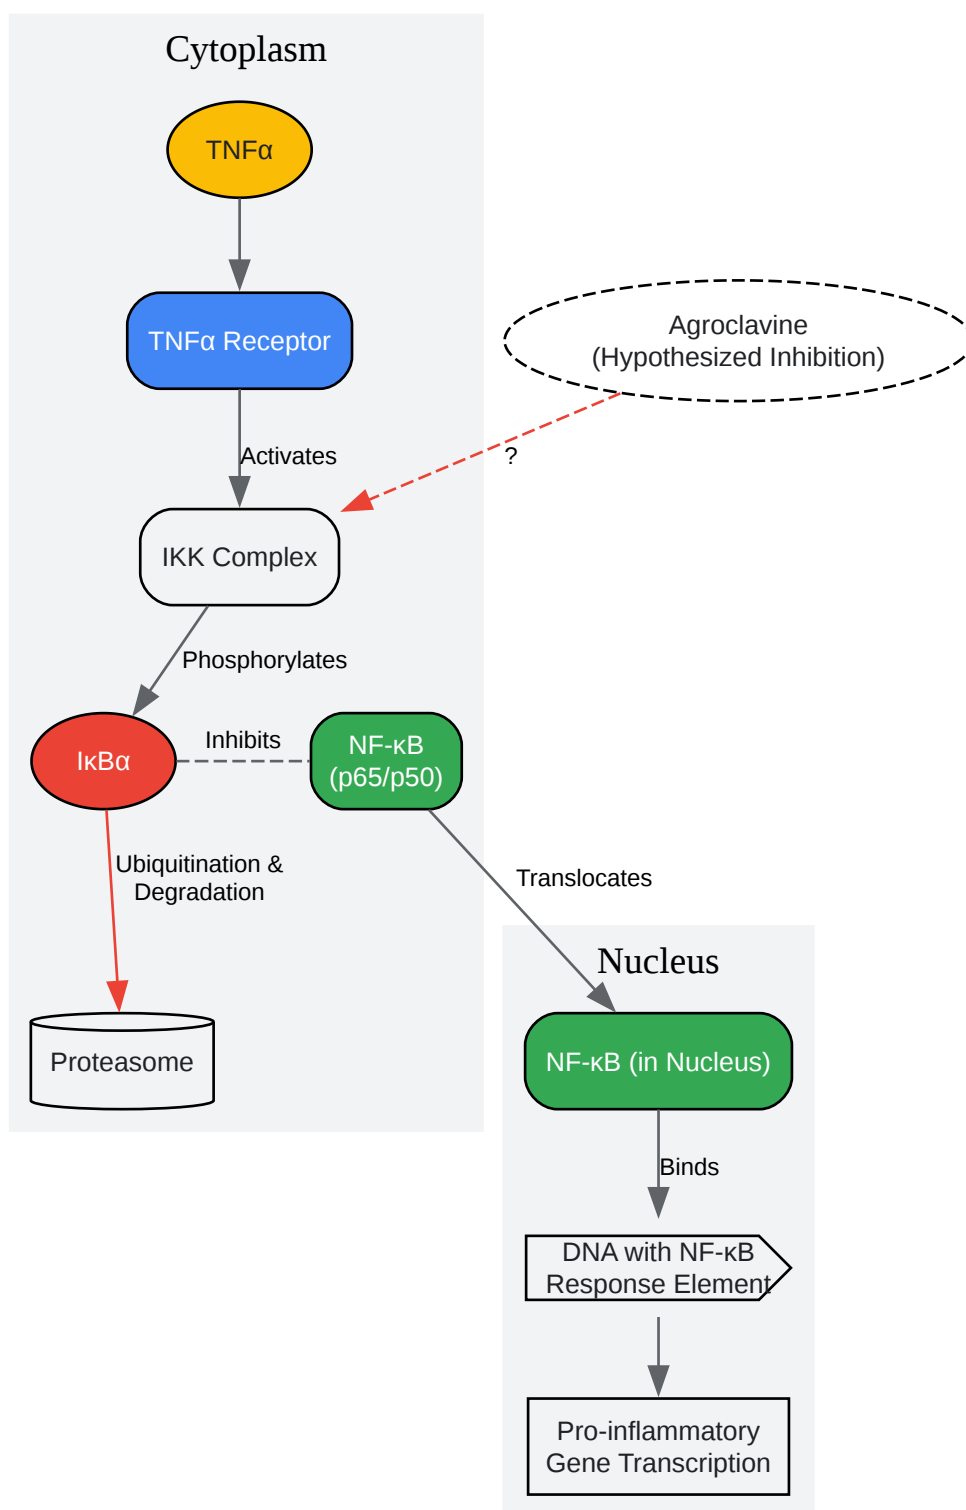 Cytoplasm
TNFα
TNFα Receptor
Agroclavine
(Hypothesized Inhibition)
Activates
?
IKK Complex
Phosphorylates
IκBα
Inhibits
NF-κB
(p65/p50)
Ubiquitination &
Degradation
Translocates
Nucleus
Proteasome
NF-κB (in Nucleus)
Binds
DNA with NF-κB
Response Element
Pro-inflammatory
Gene Transcription